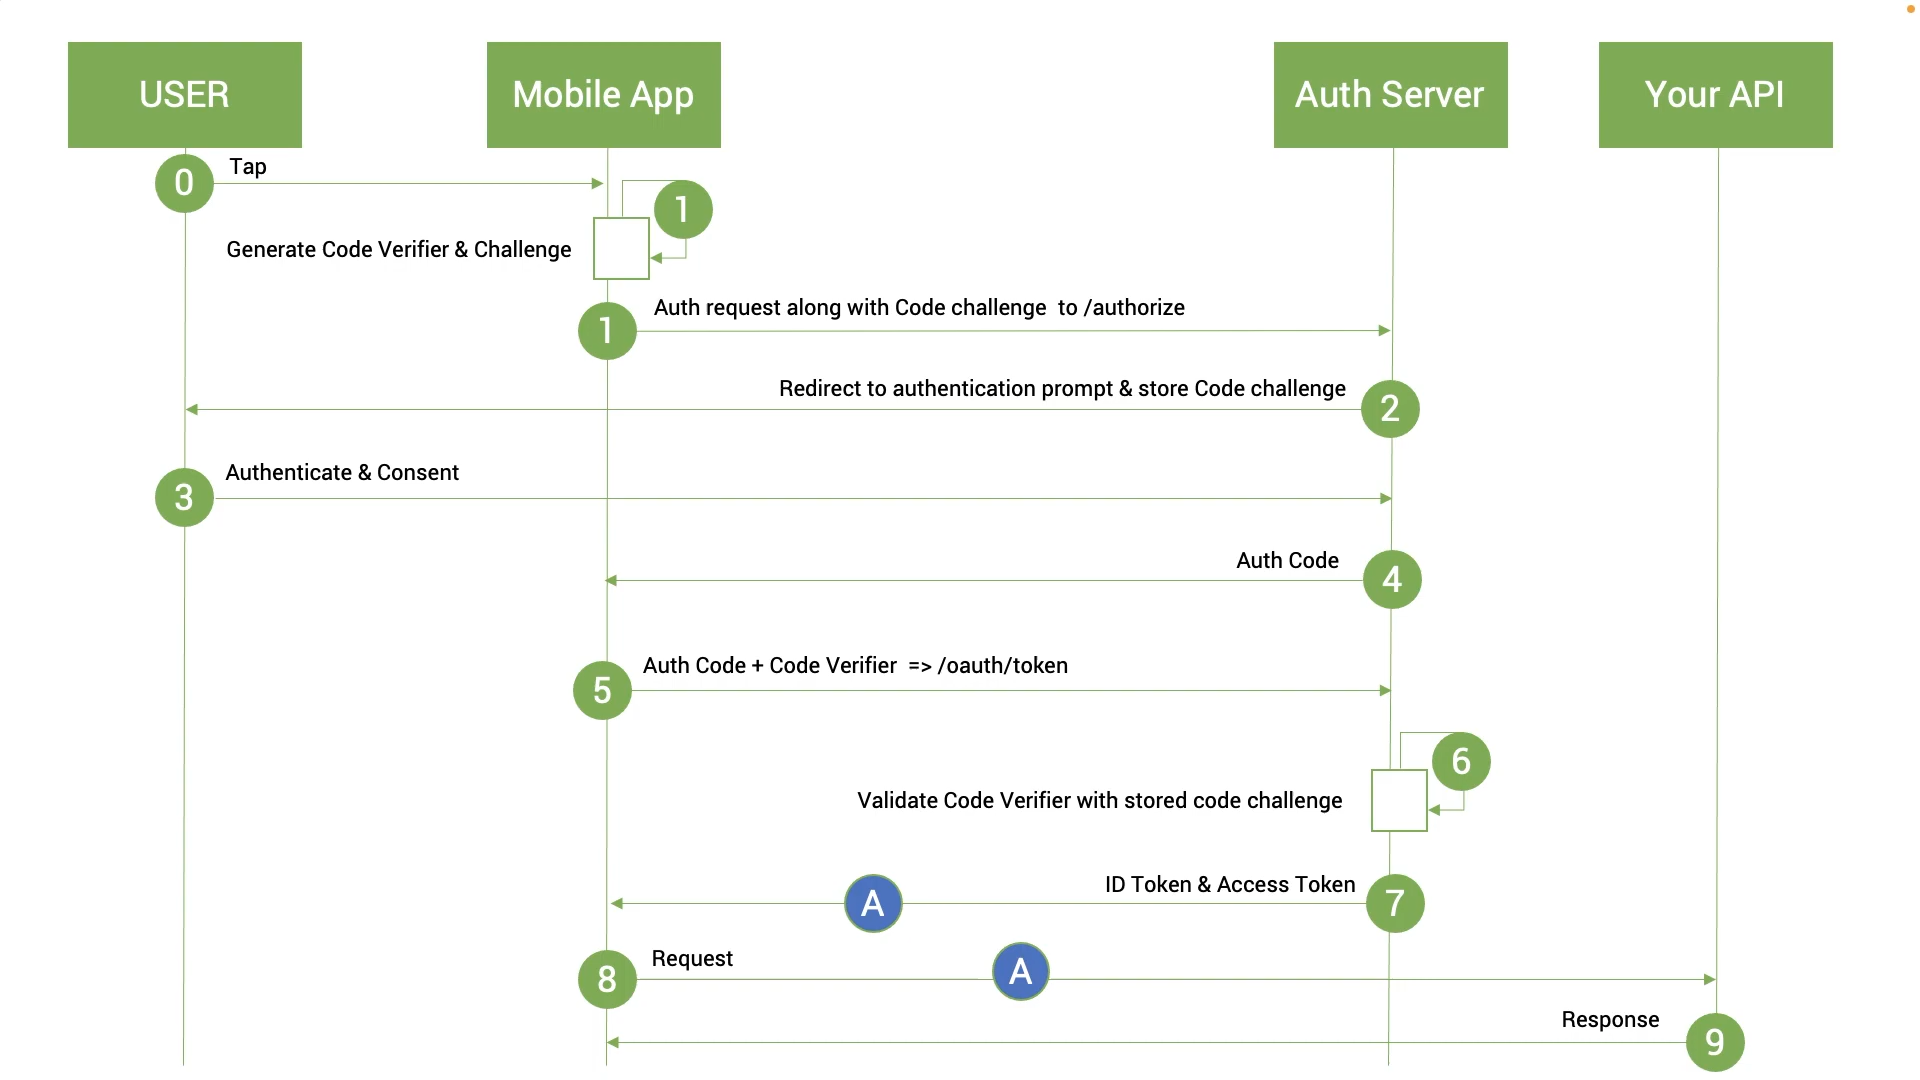 USER
Mobile App
Auth Server
Your API
0
Tap
1
Generate Code Verifier & Challenge
1
Auth request along with Code challenge  to /authorize
Redirect to authentication prompt & store Code challenge
2
3
Authenticate & Consent
Auth Code
4
5
Auth Code + Code Verifier  => /oauth/token
6
Validate Code Verifier with stored code challenge
A
ID Token & Access Token
7
8
Request
A
Response
9